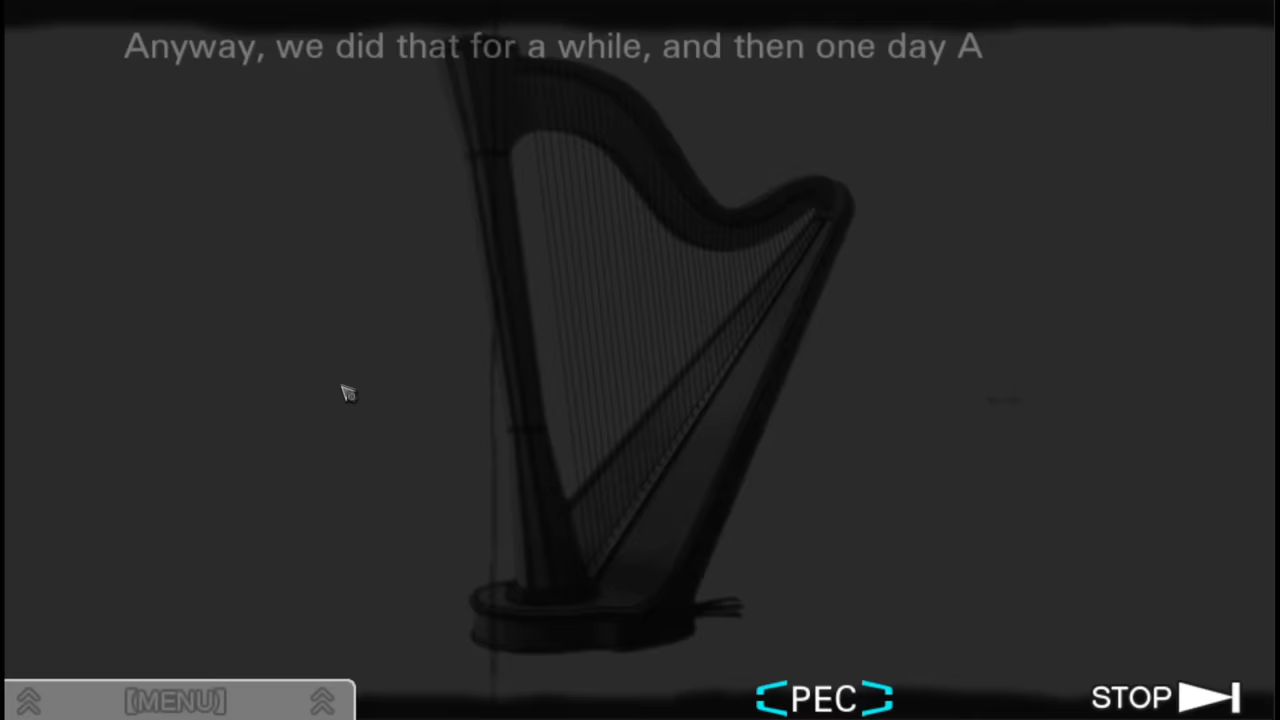 Anyway, we did that for a while, and then one day A
[MENU]
PEC
STOP